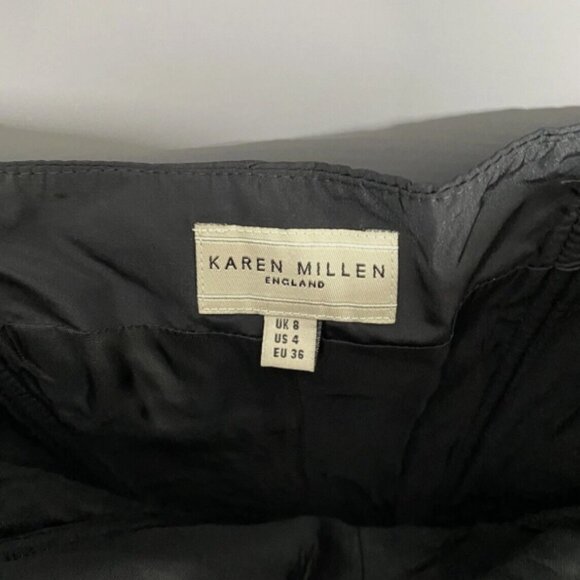 KAREN MILLEN
ENGLAND
UK 8
US 4
EU 36